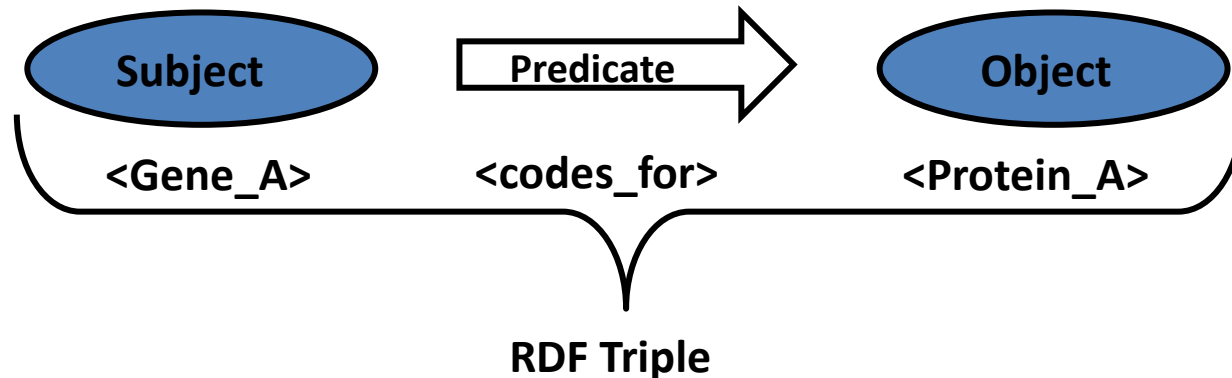 Subject Predicate Object
<Gene_A> <codes_for> <Protein_A>
RDF Triple